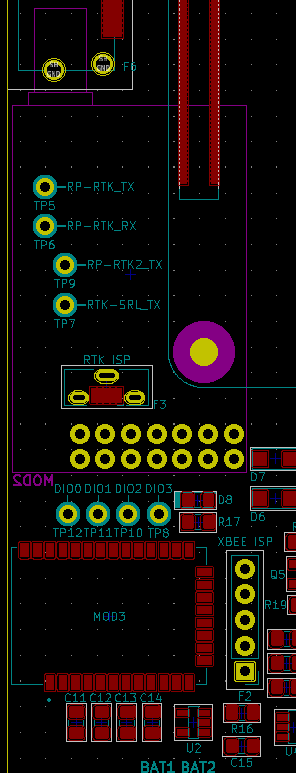 F6
RP-RTK_TX
TP5
RP-RTK_RX
TP6
RP-RTK2_TX
TP9
RTK-SRL_TX
TP7
RTK ISP
F3
MOD2
D7
DIO0 DIO1 DIO2 DIO3
D8
D6
TP12 TP11 TP10 TP8
R17
XBEE ISP
Q5
MOD3
R19
C11 C12 C13 C14
F2
R16
U2
C15
BAT1 BAT2